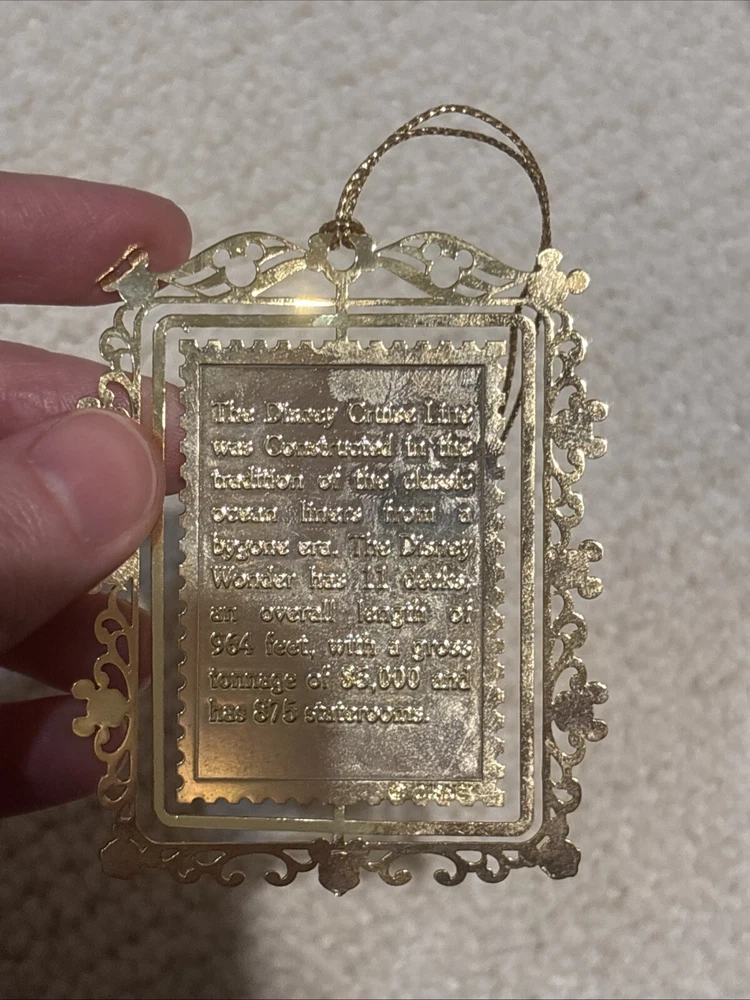 The Disney Cruise Line
was Constructed in the
tradition of the classic
ocean liners from a
bygone era. The Disney
Wonder has 11 decks,
an overall length of
964 feet, with a gross
tonnage of 85,000 and
has 875 staterooms.
© DISNEY